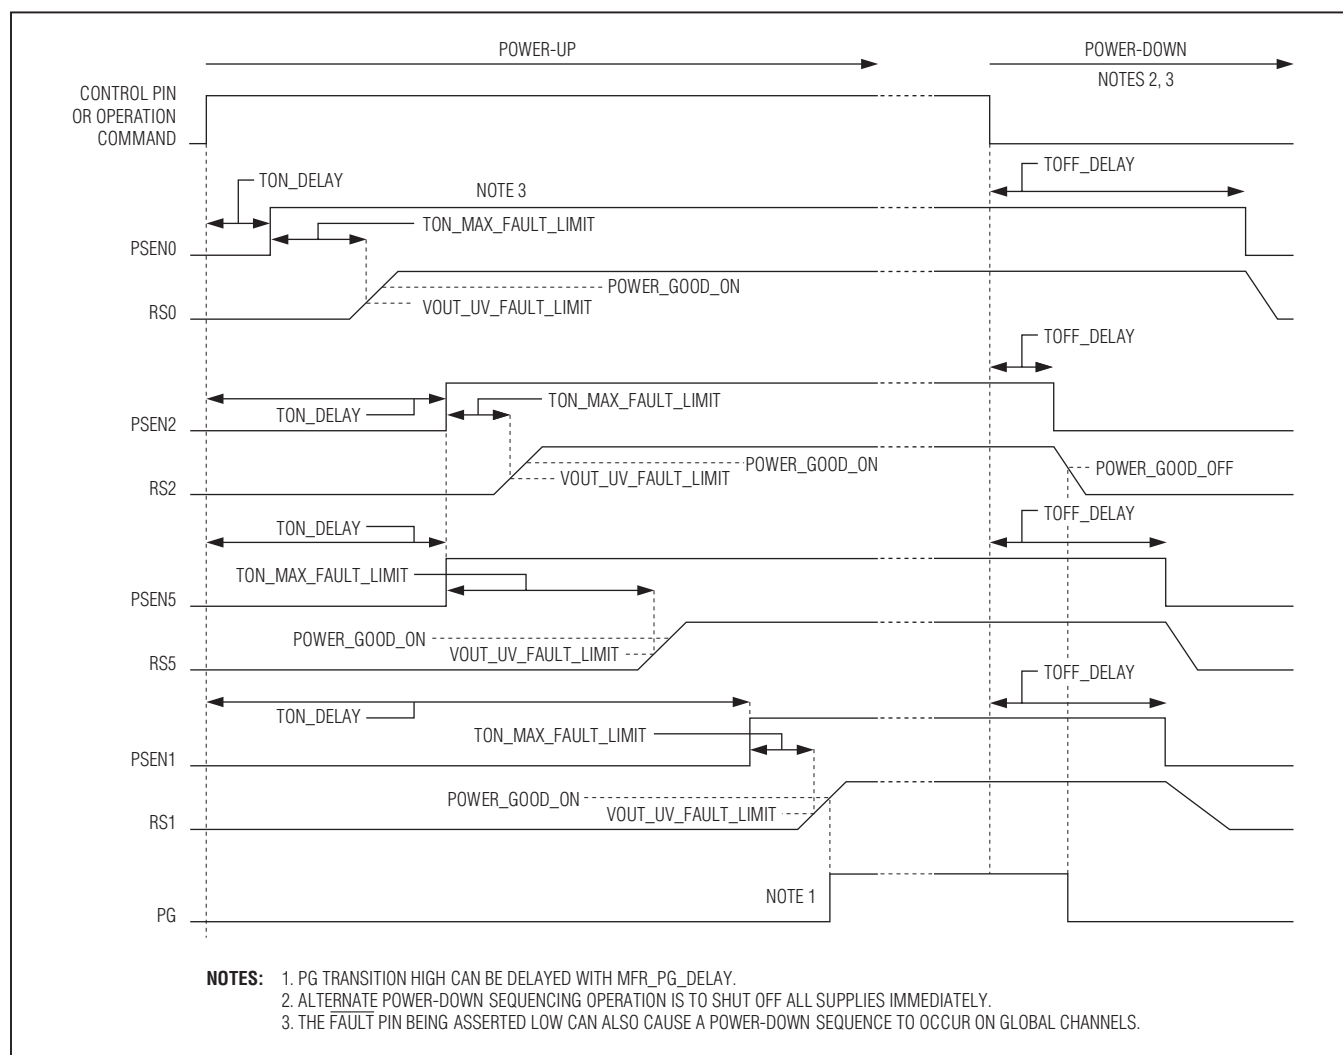 POWER-UP
POWER-DOWN
NOTES 2, 3
CONTROL PIN
OR OPERATION
COMMAND
TON_DELAY
NOTE 3
TOFF_DELAY
TON_MAX_FAULT_LIMIT
PSEN0
POWER_GOOD_ON
RS0
VOUT_UV_FAULT_LIMIT
TOFF_DELAY
TON_DELAY
TON_MAX_FAULT_LIMIT
PSEN2
POWER_GOOD_ON
POWER_GOOD_OFF
VOUT_UV_FAULT_LIMIT
RS2
TOFF_DELAY
TON_DELAY
TON_MAX_FAULT_LIMIT
PSEN5
POWER_GOOD_ON
VOUT_UV_FAULT_LIMIT
RS5
TOFF_DELAY
TON_DELAY
TON_MAX_FAULT_LIMIT
PSEN1
POWER_GOOD_ON
VOUT_UV_FAULT_LIMIT
RS1
NOTE 1
PG
NOTES: 1. PG TRANSITION HIGH CAN BE DELAYED WITH MFR_PG_DELAY.
2. ALTERNATE POWER-DOWN SEQUENCING OPERATION IS TO SHUT OFF ALL SUPPLIES IMMEDIATELY.
3. THE FAULT PIN BEING ASSERTED LOW CAN ALSO CAUSE A POWER-DOWN SEQUENCE TO OCCUR ON GLOBAL CHANNELS.